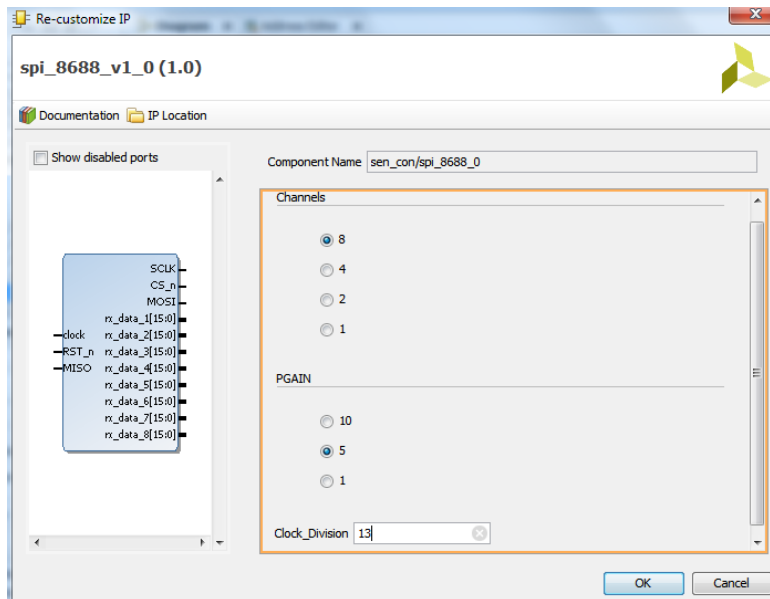 Re-customize IP
spi_8688_v1_0 (1.0)
Documentation IP Location
Show disabled ports
SCLK
CS_n
MOSI
rx_data_1[15:0]
clock rx_data_2[15:0]
RST_n rx_data_3[15:0]
MISO rx_data_4[15:0]
rx_data_5[15:0]
rx_data_6[15:0]
rx_data_7[15:0]
rx_data_8[15:0]
Component Name sen_con/spi_8688_0
Channels
8
4
2
1
PGAIN
10
5
1
Clock_Division 13
OK Cancel